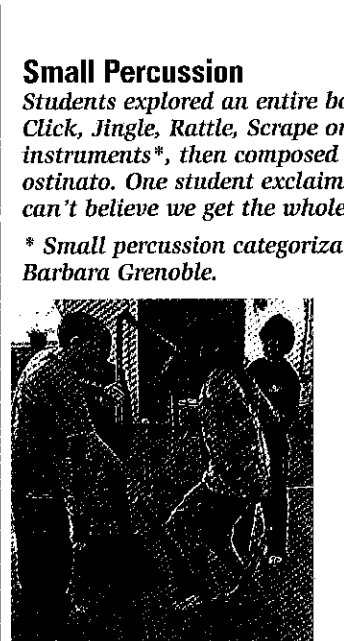 Small Percussion
Students explored an entire bo
Click, Jingle, Rattle, Scrape or
instruments*, then composed
ostinato. One student exclaim
can't believe we get the whole
* Small percussion categoriza
Barbara Grenoble.